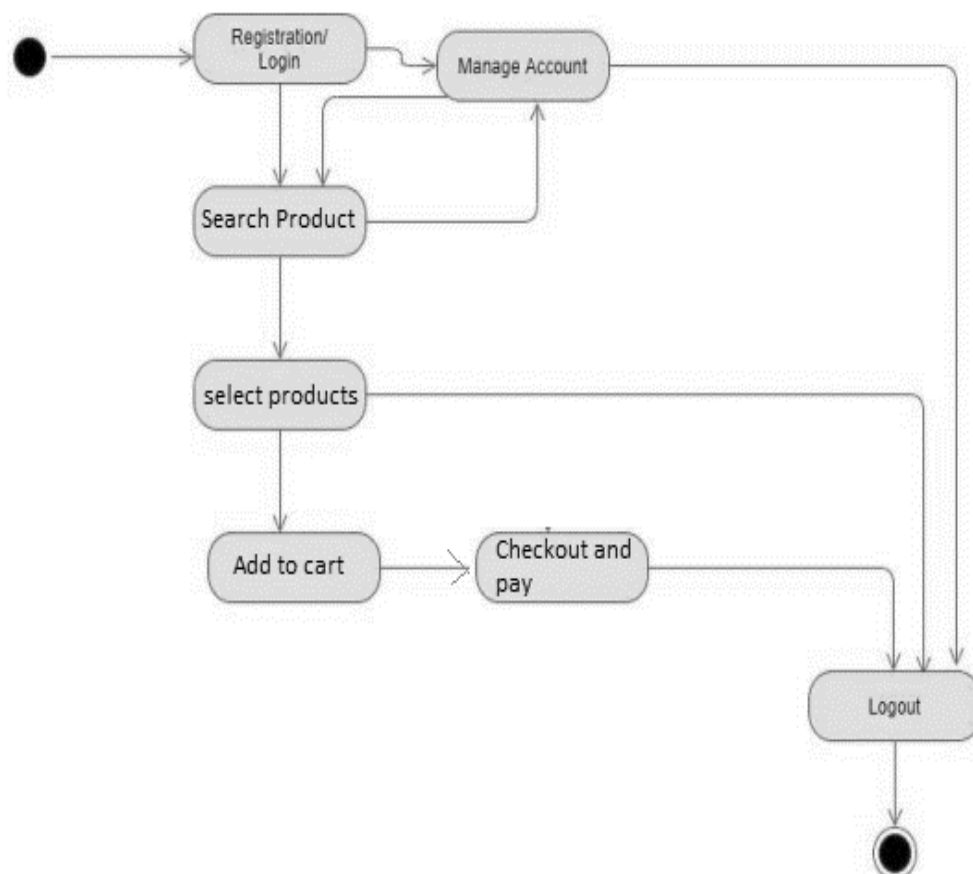 Registration/
Login
Manage Account
Search Product
select products
Add to cart
Checkout and
pay
Logout